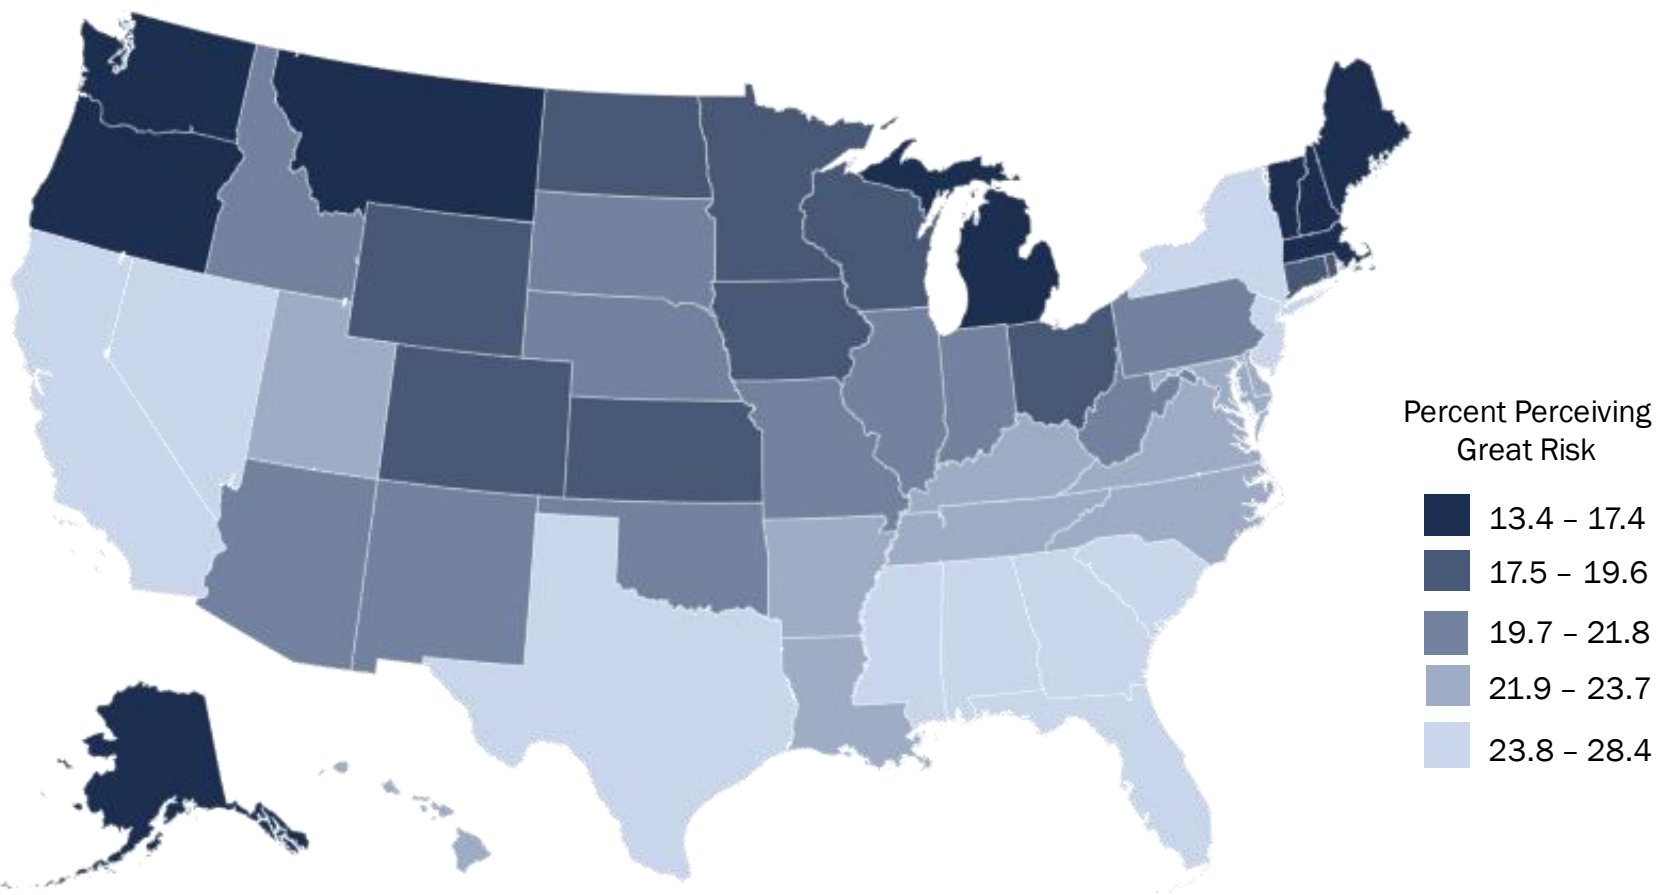 Percent Perceiving
Great Risk
13.4 – 17.4
17.5 – 19.6
19.7 – 21.8
21.9 – 23.7
23.8 – 28.4